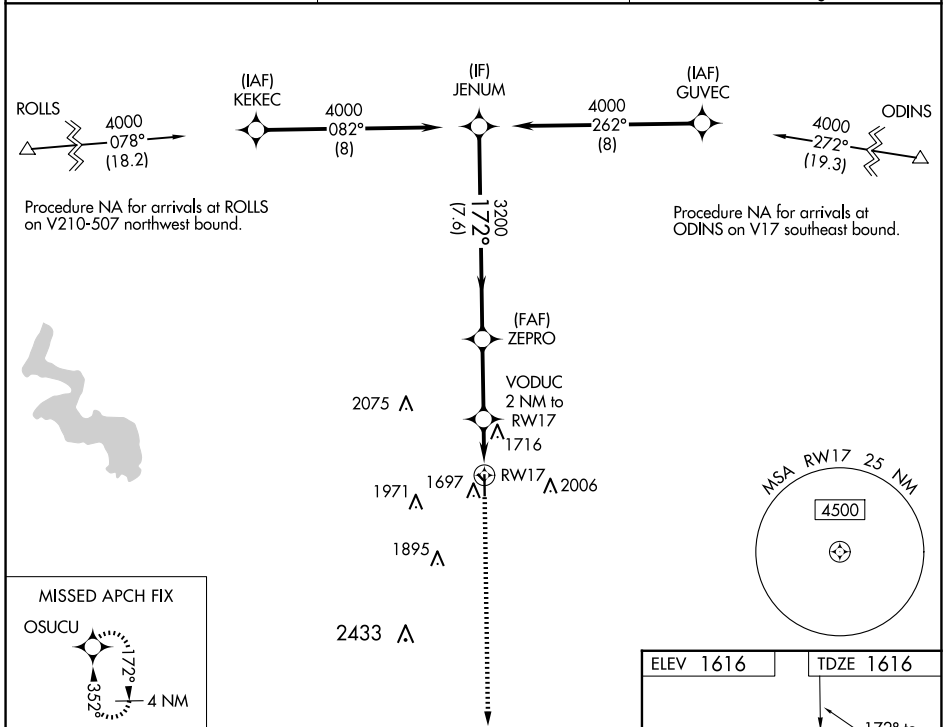 (IAF)
KEKEC
(IF)
JENUM
(IAF)
GUVEC
ROLLS
4000
078°
(18.2)
4000
082°
(8)
4000
262°
(8)
ODINS
4000
272°
(19.3)
Procedure NA for arrivals at ROLLS
on V210-507 northwest bound.
Procedure NA for arrivals at
ODINS on V17 southeast bound.
3200
172°
(7.6)
(FAF)
ZEPRO
VODUC
2 NM to
RW17
2075
1716
RW17
1697
2006
1971
1895
2433
MSA RW17 25 NM
4500
MISSED APCH FIX
OSUCU
172°
352°
4 NM
ELEV 1616
TDZE 1616
172° to